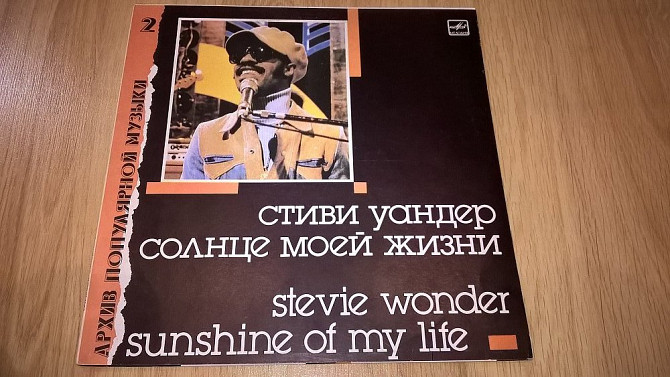 2
АРХИВ ПОПУЛЯРНОЙ МУЗЫКИ
стиви уандер
солнце моей жизни
stevie wonder
sunshine of my life